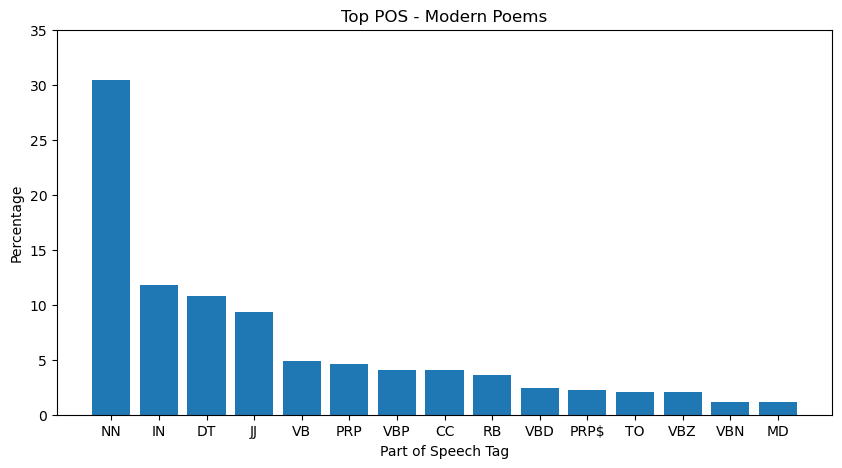 Top POS - Modern Poems
35
30
25
20
15
10
5
0
Percentage
NN IN DT JJ VB PRP VBP CC RB VBD PRP$ TO VBZ VBN MD
Part of Speech Tag